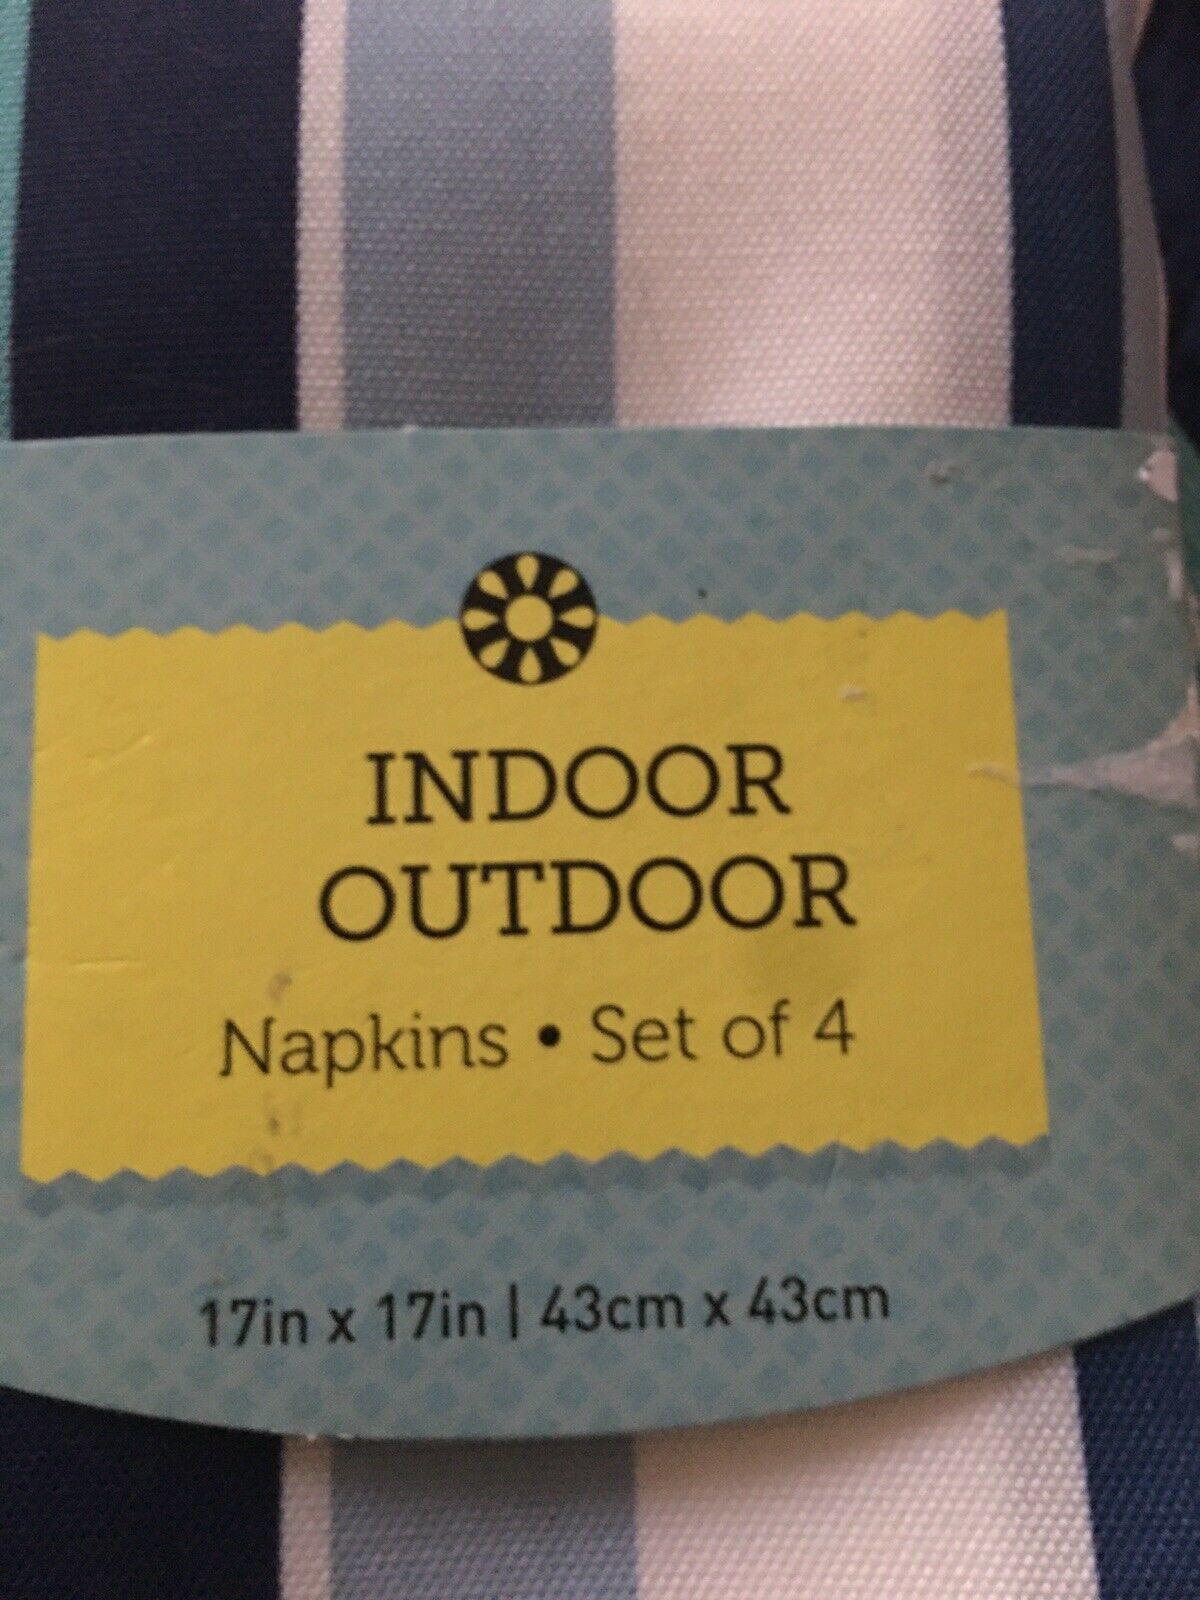 INDOOR
OUTDOOR
Napkins • Set of 4
17in x 17in | 43cm x 43cm